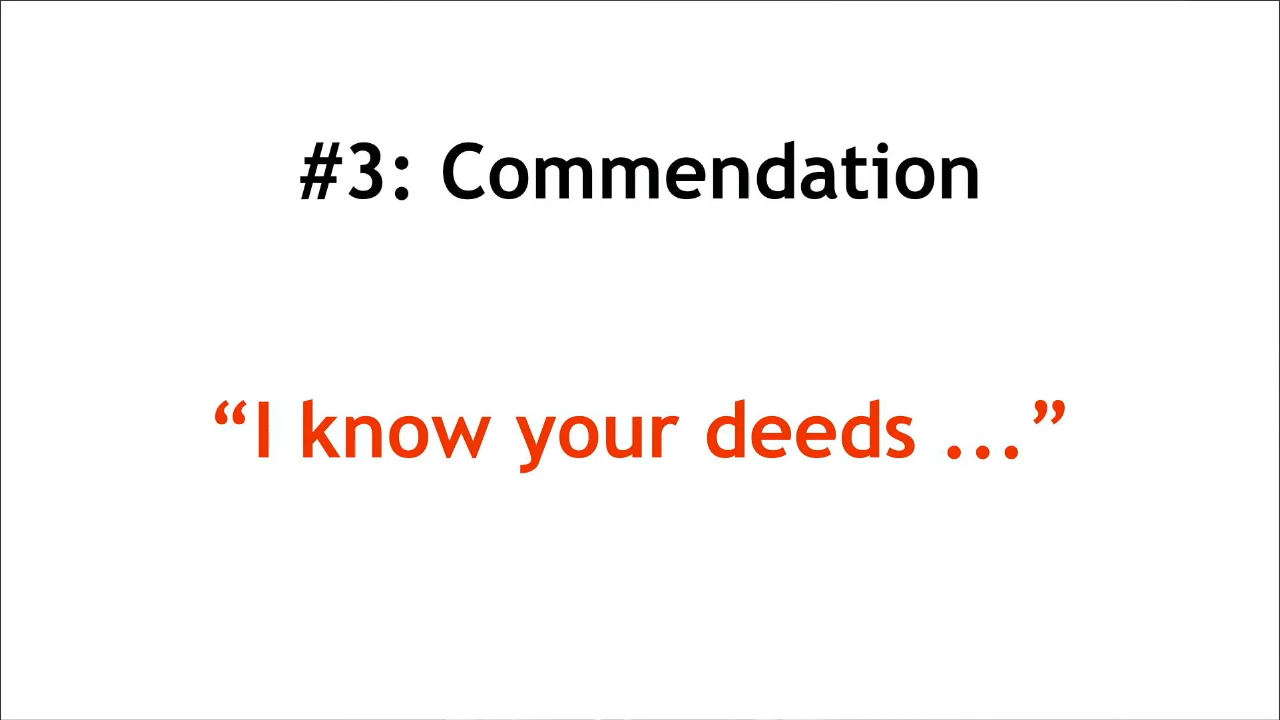 #3: Commendation
“I know your deeds ...”